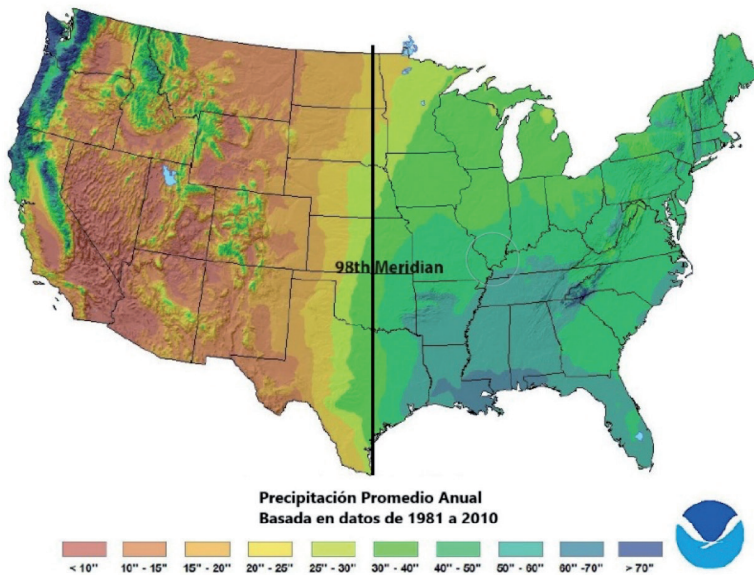 98th Meridian
Precipitación Promedio Anual
Basada en datos de 1981 a 2010
< 10" 10" - 15" 15" - 20" 20" - 25" 25" - 30" 30" - 40" 40" - 50" 50" - 60" 60" -70" > 70"